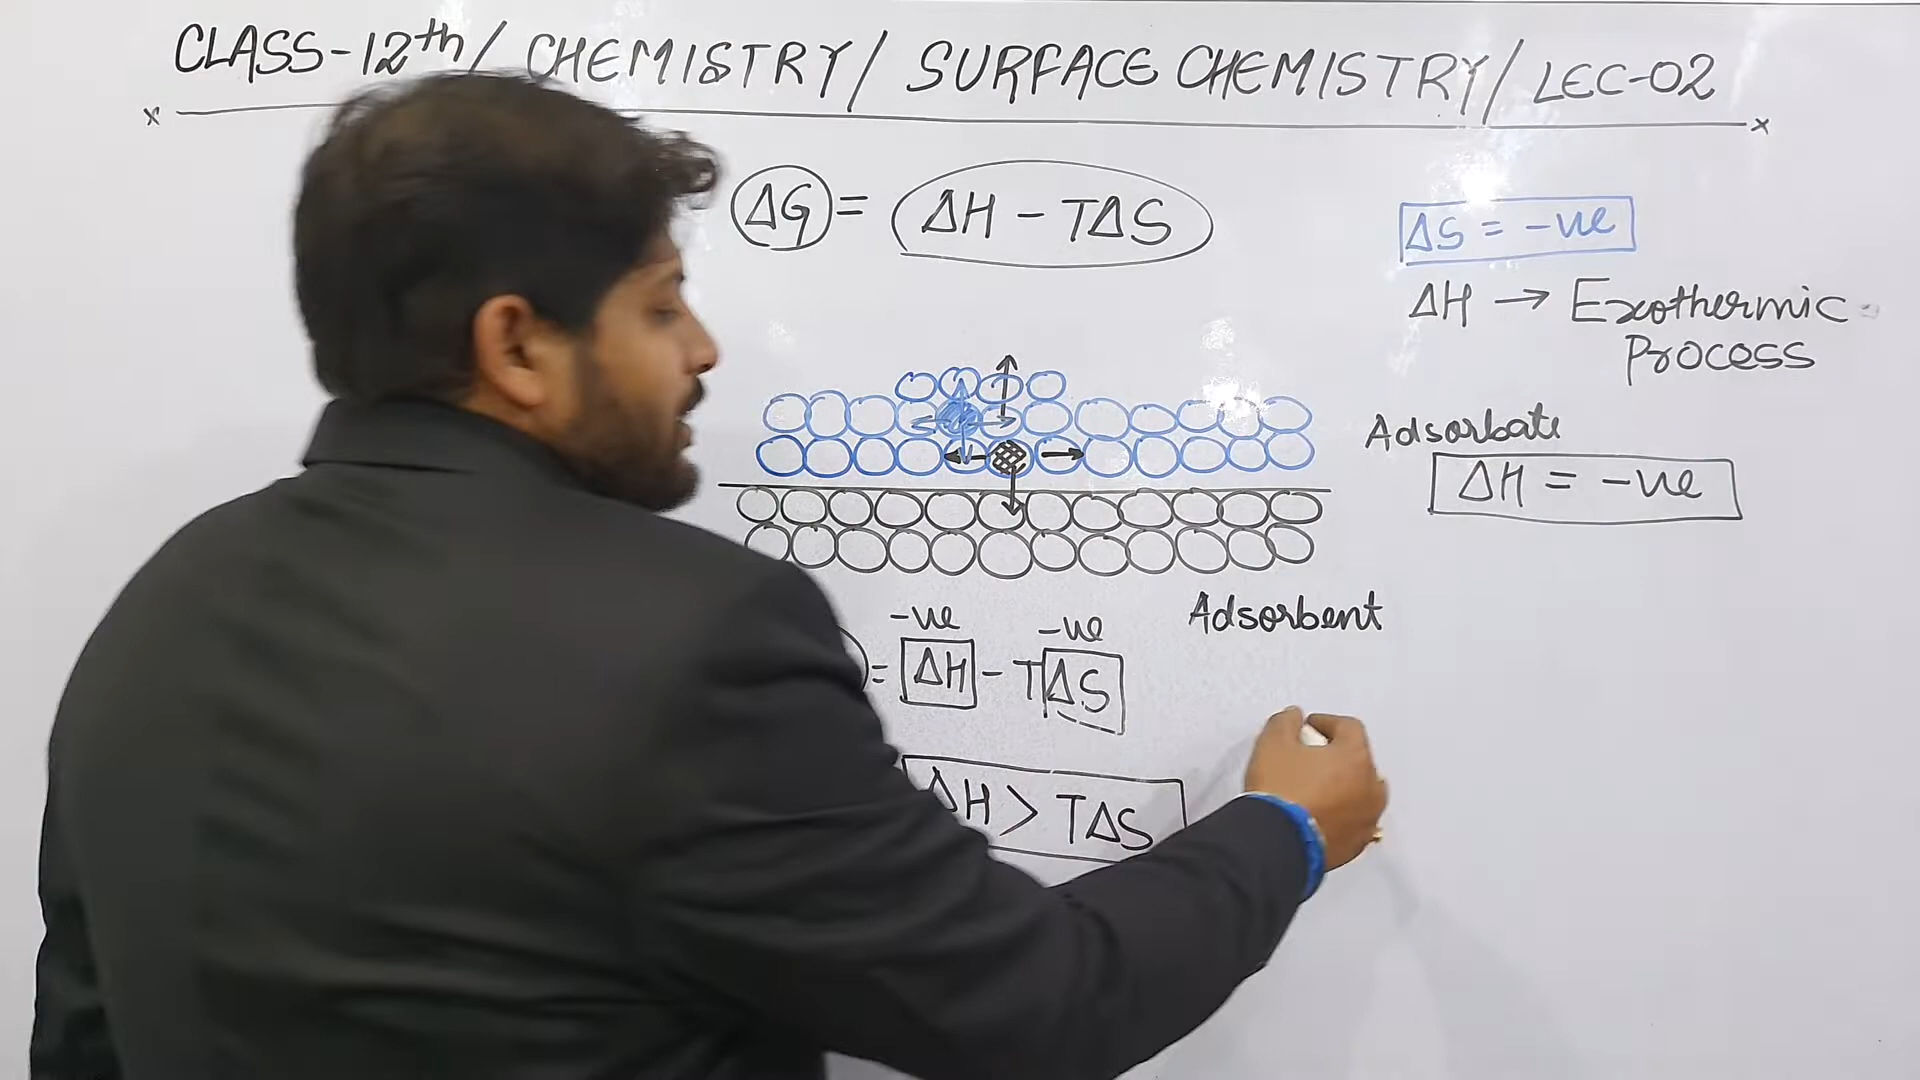 CLASS-12th/ CHEMISTRY/ SURFACE CHEMISTRY/ LEC-02
ΔG = ΔH - TΔS
ΔS = -ve
ΔH → Exothermic
Process
Adsorbate
ΔH = -ve
Adsorbent
-ve -ve
= ΔH - TΔS
ΔH > TΔS